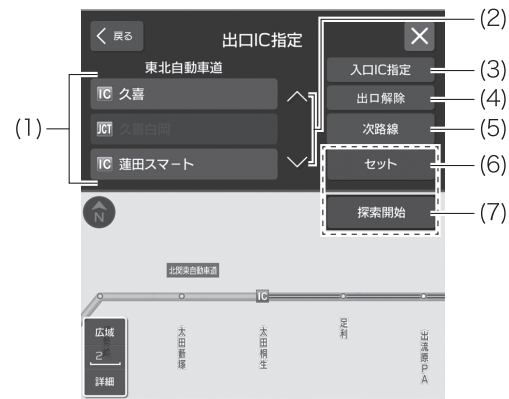 戻る
出口IC指定
(2)
東北自動車道
入口IC指定
(3)
IC 久喜
出口解除
(4)
(1)
JCT 久喜白岡
次路線
(5)
IC 蓮田スマート
セット
(6)
N
探索開始
(7)
北関東自動車道
IC
広域
2
詳細
太田藪塚
太田桐生
足利
出流原PA